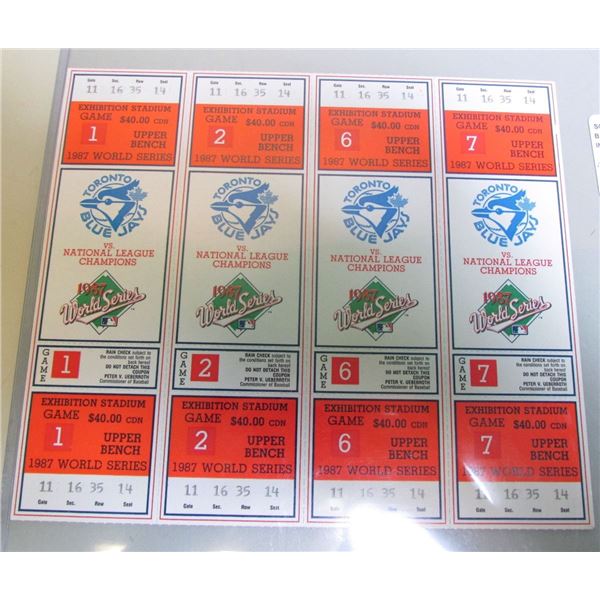 Gate Sec. Row Seat
11 16 35 14
EXHIBITION STADIUM
GAME $40.00 CDN
1 UPPER
BENCH
1987 WORLD SERIES
TORONTO
BLUE JAYS
VS.
NATIONAL LEAGUE
CHAMPIONS
1987
World Series
GAME
1
RAIN CHECK subject to
the conditions set forth on
back hereof
DO NOT DETACH THIS
COUPON
PETER V. UEBERROTH
Commissioner of Baseball
EXHIBITION STADIUM
GAME $40.00 CDN
1 UPPER
BENCH
1987 WORLD SERIES
11 16 35 14
Gate Sec. Row Seat
Gate Sec. Row Seat
11 16 35 14
EXHIBITION STADIUM
GAME $40.00 CDN
2 UPPER
BENCH
1987 WORLD SERIES
TORONTO
BLUE JAYS
VS.
NATIONAL LEAGUE
CHAMPIONS
1987
World Series
GAME
2
RAIN CHECK subject to
the conditions set forth on
back hereof
DO NOT DETACH THIS
COUPON
PETER V. UEBERROTH
Commissioner of Baseball
EXHIBITION STADIUM
GAME $40.00 CDN
2 UPPER
BENCH
1987 WORLD SERIES
11 16 35 14
Gate Sec. Row Seat
Gate Sec. Row Seat
11 16 35 14
EXHIBITION STADIUM
GAME $40.00 CDN
6 UPPER
BENCH
1987 WORLD SERIES
TORONTO
BLUE JAYS
VS.
NATIONAL LEAGUE
CHAMPIONS
1987
World Series
GAME
6
RAIN CHECK subject to
the conditions set forth on
back hereof
DO NOT DETACH THIS
COUPON
PETER V. UEBERROTH
Commissioner of Baseball
EXHIBITION STADIUM
GAME $40.00 CDN
6 UPPER
BENCH
1987 WORLD SERIES
11 16 35 14
Gate Sec. Row Seat
Gate Sec. Row Seat
11 16 35 14
EXHIBITION STADIUM
GAME $40.00 CDN
7 UPPER
BENCH
1987 WORLD SERIES
TORONTO
BLUE JAYS
VS.
NATIONAL LEAGUE
CHAMPIONS
1987
World Series
GAME
7
RAIN CHECK subject to
the conditions set forth on
back hereof
DO NOT DETACH THIS
COUPON
PETER V. UEBERROTH
Commissioner of Baseball
EXHIBITION STADIUM
GAME $40.00 CDN
7 UPPER
BENCH
1987 WORLD SERIES
11 16 35 14
Gate Sec. Row Seat